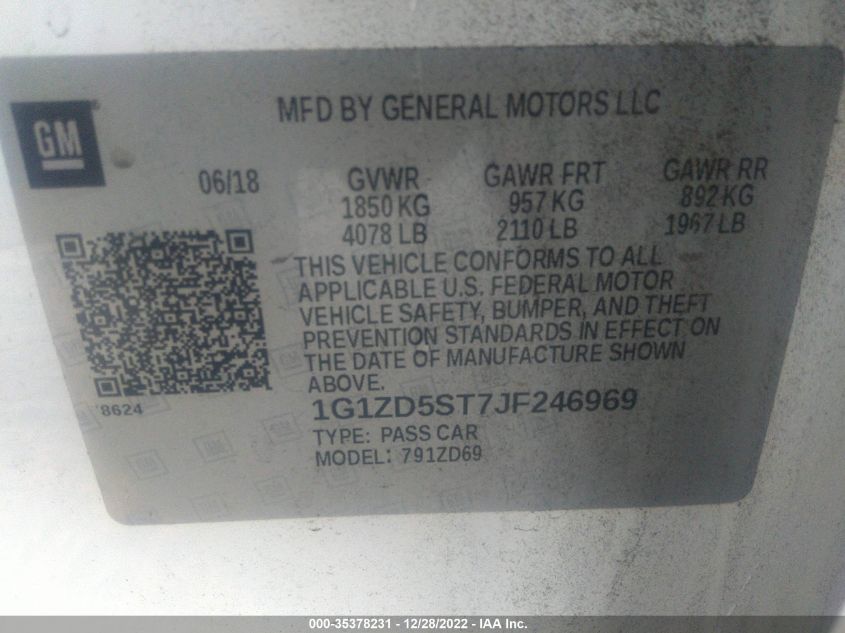 MFD BY GENERAL MOTORS LLC
GM
06/18 GVWR GAWR FRT GAWR RR
1850 KG 957 KG 892 KG
4078 LB 2110 LB 1967 LB
THIS VEHICLE CONFORMS TO ALL
APPLICABLE U.S. FEDERAL MOTOR
VEHICLE SAFETY, BUMPER, AND THEFT
PREVENTION STANDARDS IN EFFECT ON
THE DATE OF MANUFACTURE SHOWN
ABOVE.
8624
1G1ZD5ST7JF246969
TYPE: PASS CAR
MODEL: 791ZD69
000-35378231 - 12/28/2022 - IAA Inc.